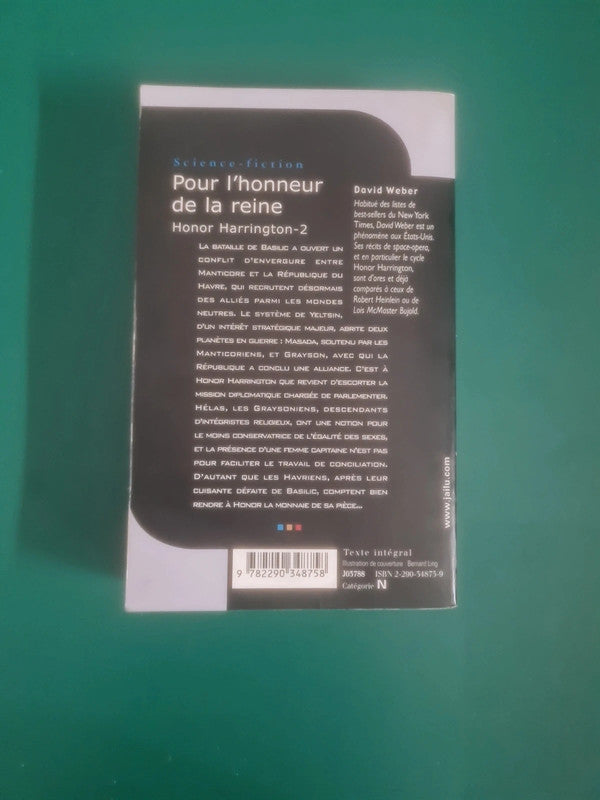 Science-fiction
Pour l'honneur
de la reine
Honor Harrington-2
La bataille de Basilic a ouvert un
conflit d'envergure entre
Manticore et la République du
Havre, qui recrutent désormais
des alliés parmi les mondes
neutres. Le système de Yeltsin,
d'un intérêt stratégique majeur, abrite deux
planètes en guerre : Masada, soutenu par les
Manticoriens, et Grayson, avec qui la
République a conclu une alliance. C'est à
Honor Harrington que revient d'escorter la
mission diplomatique chargée de parlementer.
Hélas, les Graysoniens, descendants
d'intégristes religieux, ont une notion pour
le moins conservatrice de l'égalité des sexes,
et la présence d'une femme capitaine n'est pas
pour faciliter le travail de conciliation.
D'autant que les Havriens, après leur
cuisante défaite de Basilic, comptent bien
rendre à Honor la monnaie de sa pièce...
David Weber
Habitué des listes de
best-sellers du New York
Times, David Weber est un
phénomène aux États-Unis.
Ses récits de space-opera,
et en particulier le cycle
Honor Harrington,
sont d'ores et déjà
comparés à ceux de
Robert Heinlein ou de
Lois McMaster Bujold.
www.jailu.com
9 782290 348758
Texte intégral
Illustration de couverture : Bernard Ling
J05788 ISBN 2-290-34875-9
Catégorie N